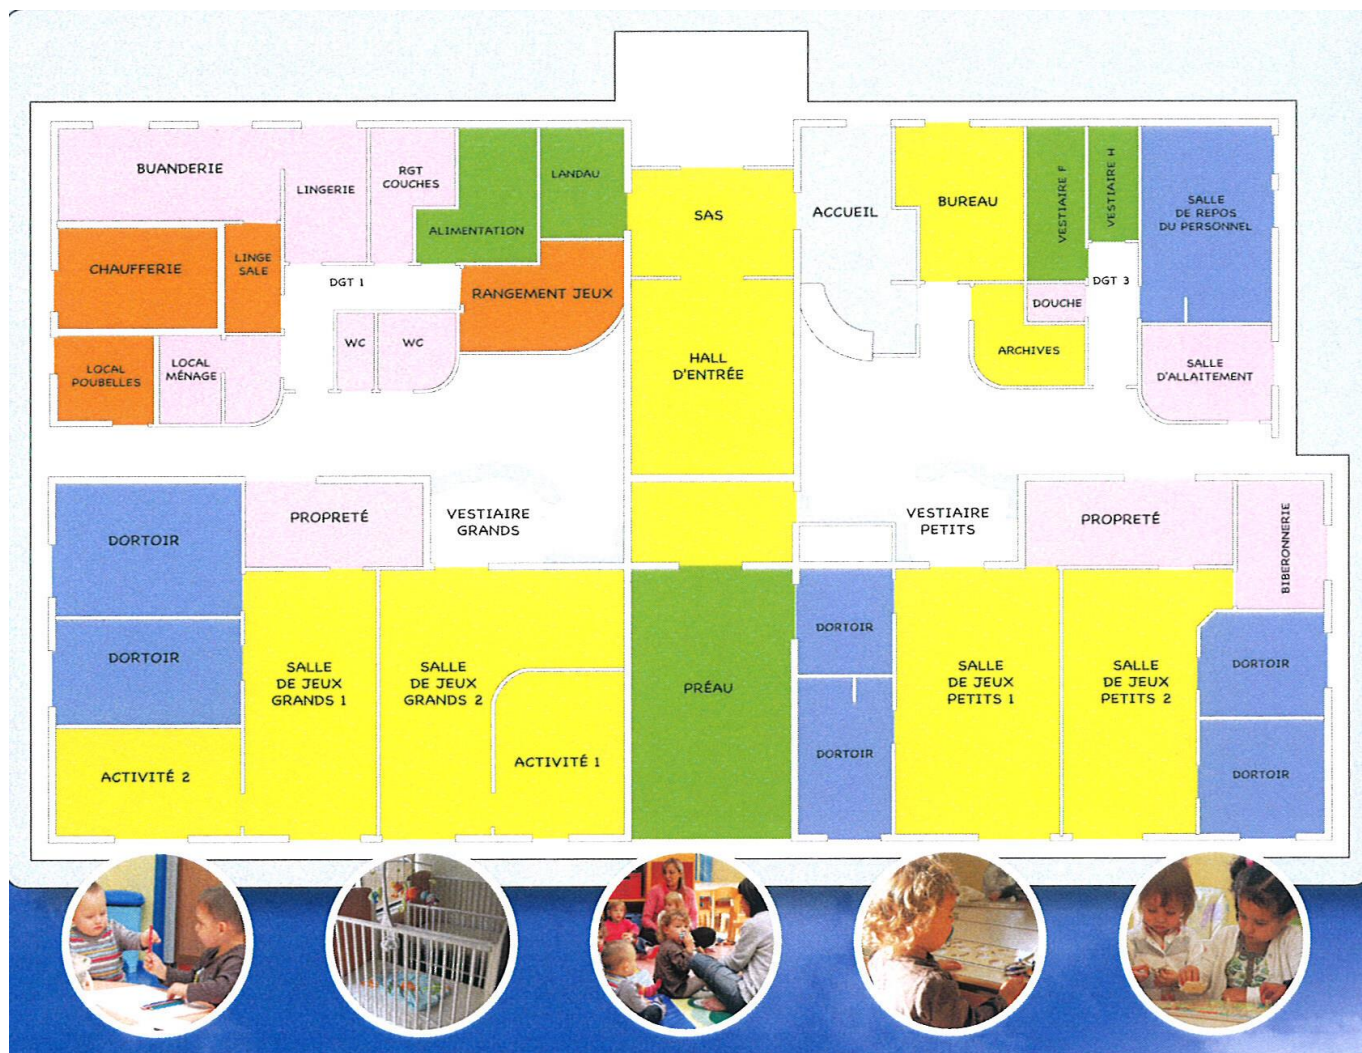 BUANDERIE
LINGERIE
RGT
COUCHES
ALIMENTATION
LANDAU
SAS
ACCUEIL
BUREAU
VESTIAIRE F
VESTIAIRE H
SALLE
DE REPOS
DU PERSONNEL
CHAUFFERIE
LINGE
SALE
DGT 1
RANGEMENT JEUX
DGT 3
DOUCHE
LOCAL
POUBELLES
LOCAL
MÉNAGE
WC
WC
HALL
D'ENTRÉE
ARCHIVES
SALLE
D'ALLAITEMENT
DORTOIR
PROPRETÉ
VESTIAIRE
GRANDS
VESTIAIRE
PETITS
PROPRETÉ
BIBERONNERIE
DORTOIR
SALLE
DE JEUX
GRANDS 1
SALLE
DE JEUX
GRANDS 2
PRÉAU
DORTOIR
SALLE
DE JEUX
PETITS 1
SALLE
DE JEUX
PETITS 2
DORTOIR
ACTIVITÉ 2
ACTIVITÉ 1
DORTOIR
DORTOIR